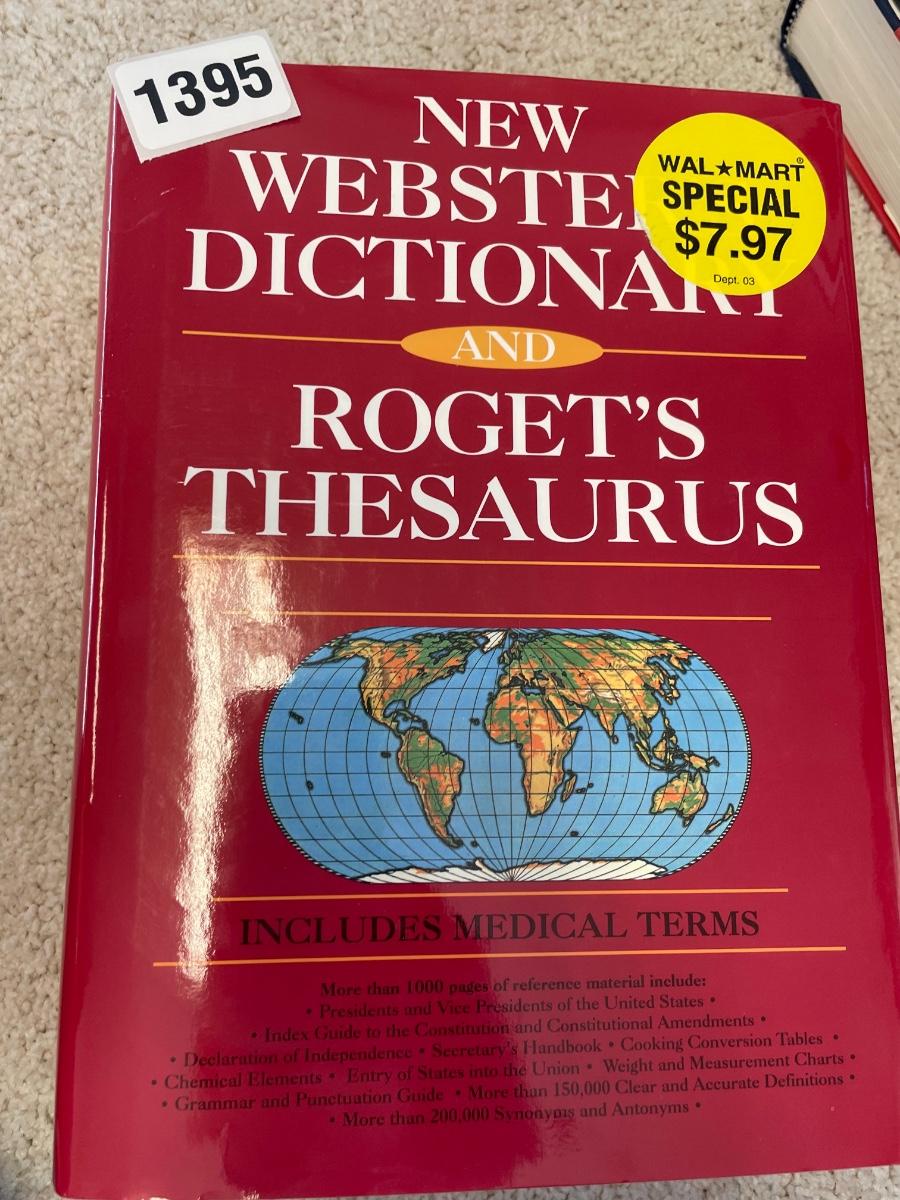 1395
NEW
WEBSTE
DICTIONARY
WAL★MART®
SPECIAL
$7.97
Dept. 03
AND
ROGET'S
THESAURUS
INCLUDES MEDICAL TERMS
More than 1000 pages of reference material include:
• Presidents and Vice Presidents of the United States •
• Index Guide to the Constitution and Constitutional Amendments •
• Declaration of Independence • Secretary's Handbook • Cooking Conversion Tables •
• Chemical Elements • Entry of States into the Union • Weight and Measurement Charts •
• Grammar and Punctuation Guide • More than 150,000 Clear and Accurate Definitions •
• More than 200,000 Synonyms and Antonyms •